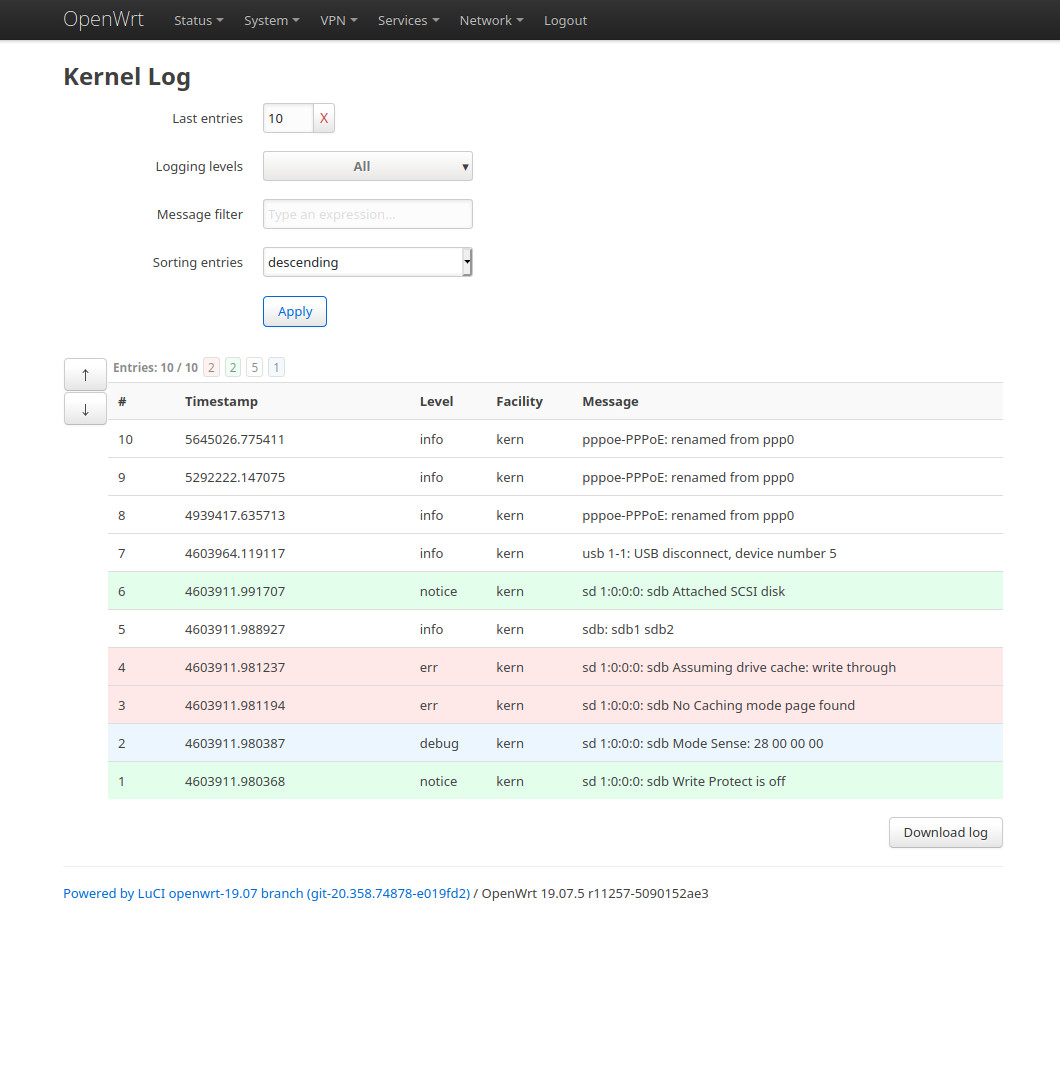 OpenWrt Status System VPN Services Network Logout
Kernel Log
Last entries 10 X
Logging levels All
Message filter Type an expression...
Sorting entries descending
Apply
↑ Entries: 10 / 10 2 2 5 1
↓ # Timestamp Level Facility Message
10 5645026.775411 info kern pppoe-PPPoE: renamed from ppp0
9 5292222.147075 info kern pppoe-PPPoE: renamed from ppp0
8 4939417.635713 info kern pppoe-PPPoE: renamed from ppp0
7 4603964.119117 info kern usb 1-1: USB disconnect, device number 5
6 4603911.991707 notice kern sd 1:0:0:0: sdb Attached SCSI disk
5 4603911.988927 info kern sdb: sdb1 sdb2
4 4603911.981237 err kern sd 1:0:0:0: sdb Assuming drive cache: write through
3 4603911.981194 err kern sd 1:0:0:0: sdb No Caching mode page found
2 4603911.980387 debug kern sd 1:0:0:0: sdb Mode Sense: 28 00 00 00
1 4603911.980368 notice kern sd 1:0:0:0: sdb Write Protect is off
Download log
Powered by LuCI openwrt-19.07 branch (git-20.358.74878-e019fd2) / OpenWrt 19.07.5 r11257-5090152ae3